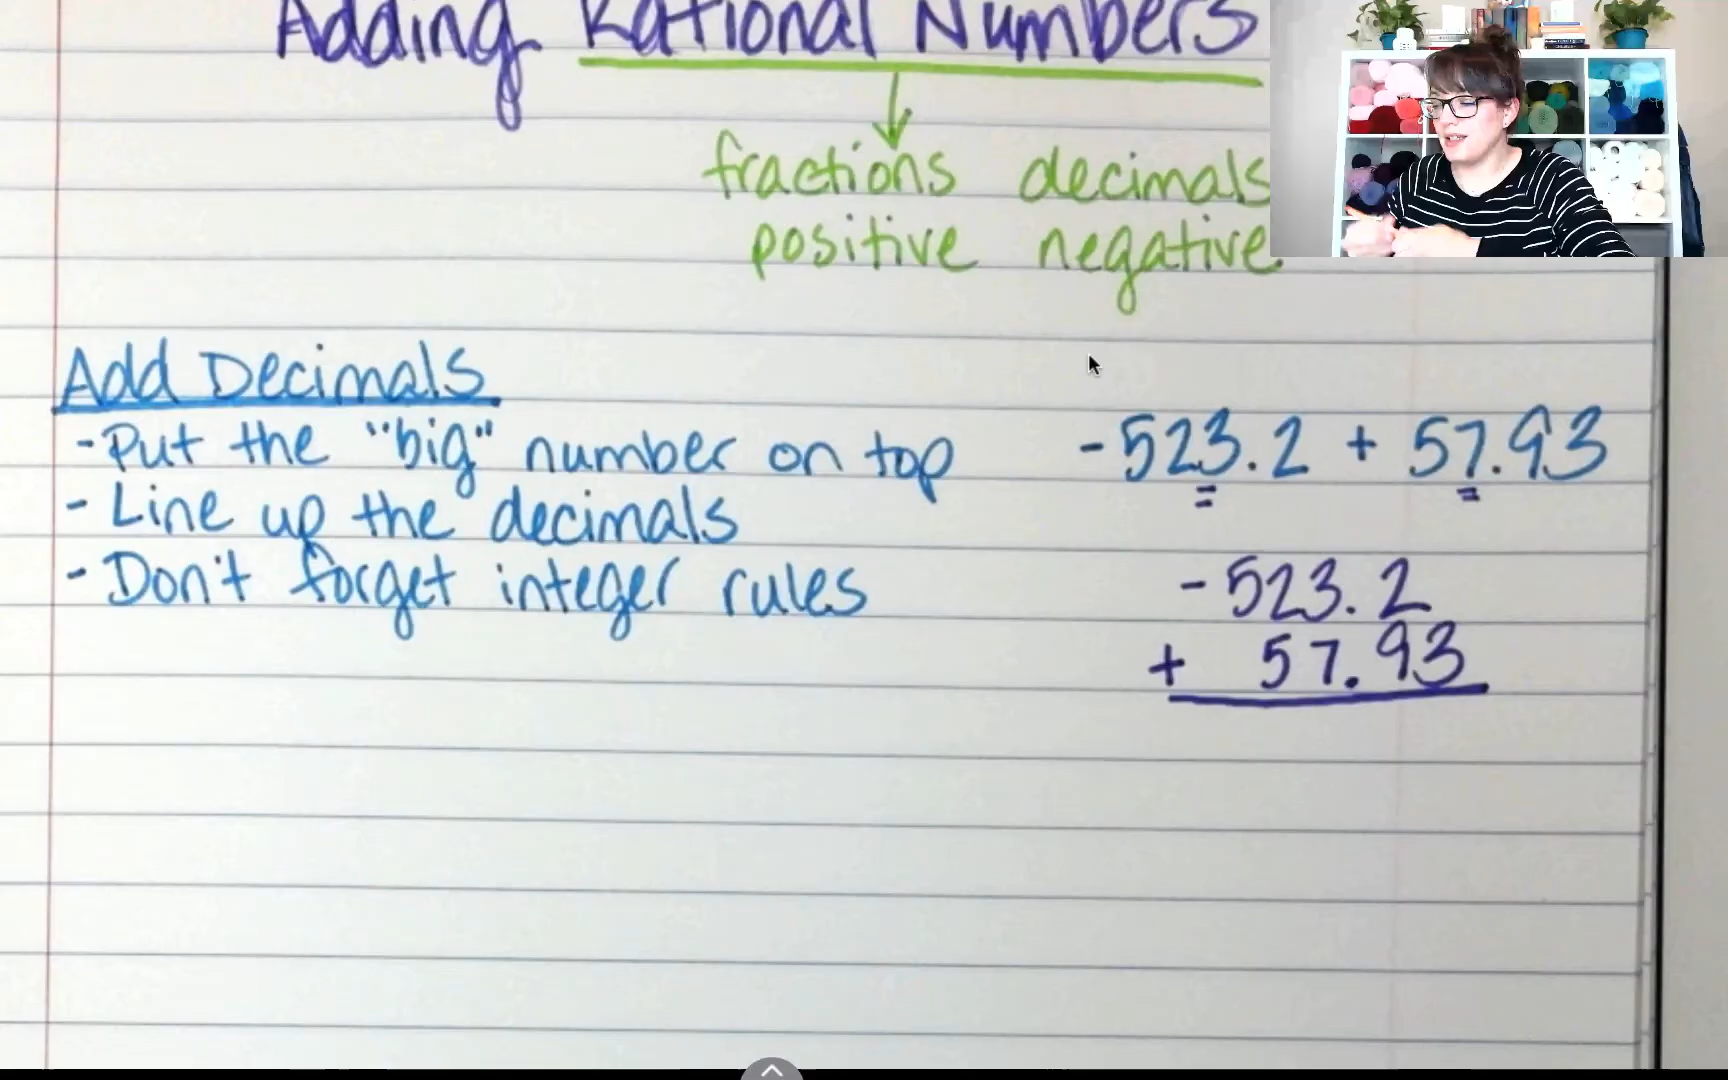 Adding Rational Numbers
fractions decimals
positive negative
Add Decimals
- Put the "big" number on top
- Line up the decimals
- Don't forget integer rules
-523.2 + 57.93
-523.2
+ 57.93